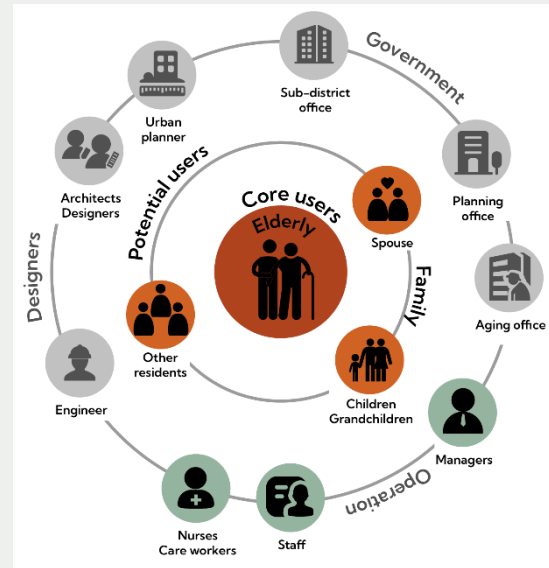 Government
Sub-district
office
Urban
planner
Architects
Designers
Planning
office
Potential users
Core users
Elderly
Spouse
Designers
Family
Aging office
Other
residents
Children
Grandchildren
Engineer
Managers
Operation
Nurses
Care workers
Staff